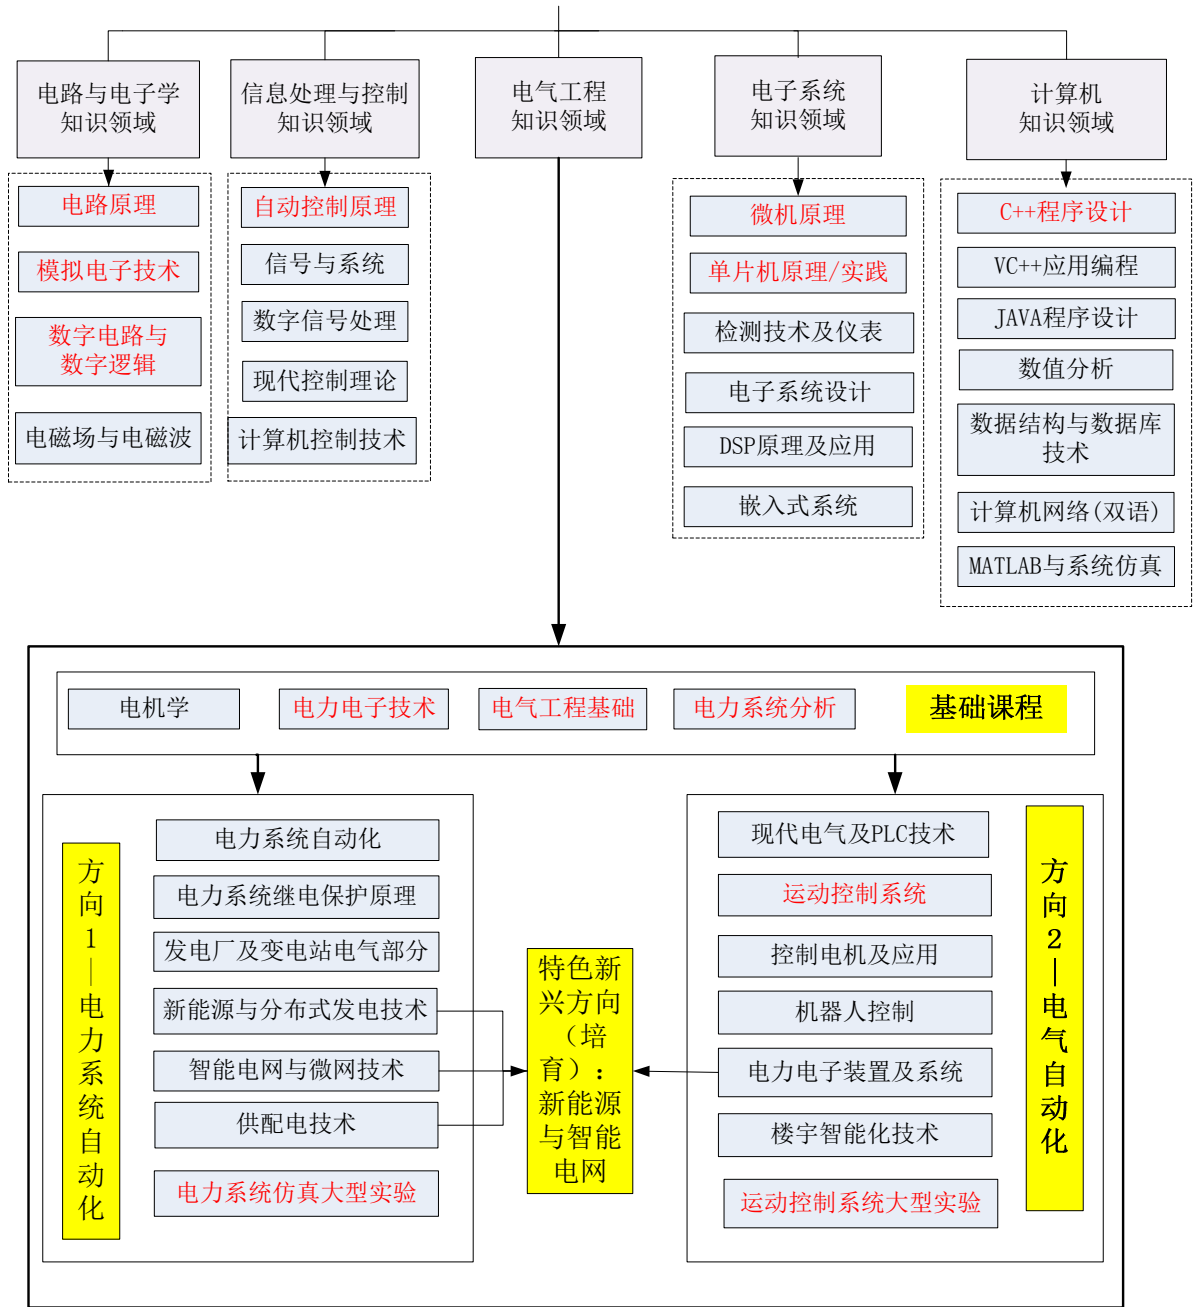 电路与电子学
知识领域
信息处理与控制
知识领域
电气工程
知识领域
电子系统
知识领域
计算机
知识领域
电路原理
模拟电子技术
数字电路与
数字逻辑
电磁场与电磁波
自动控制原理
信号与系统
数字信号处理
现代控制理论
计算机控制技术
微机原理
单片机原理/实践
检测技术及仪表
电子系统设计
DSP原理及应用
嵌入式系统
C++程序设计
VC++应用编程
JAVA程序设计
数值分析
数据结构与数据库
技术
计算机网络(双语)
MATLAB与系统仿真
电机学
电力电子技术
电气工程基础
电力系统分析
基础课程
方向1—电力系统自动化
电力系统自动化
电力系统继电保护原理
发电厂及变电站电气部分
新能源与分布式发电技术
智能电网与微网技术
供配电技术
电力系统仿真大型实验
特色新
兴方向
（培
育）：
新能源
与智能
电网
现代电气及PLC技术
运动控制系统
控制电机及应用
机器人控制
电力电子装置及系统
楼宇智能化技术
运动控制系统大型实验
方向2—电气自动化